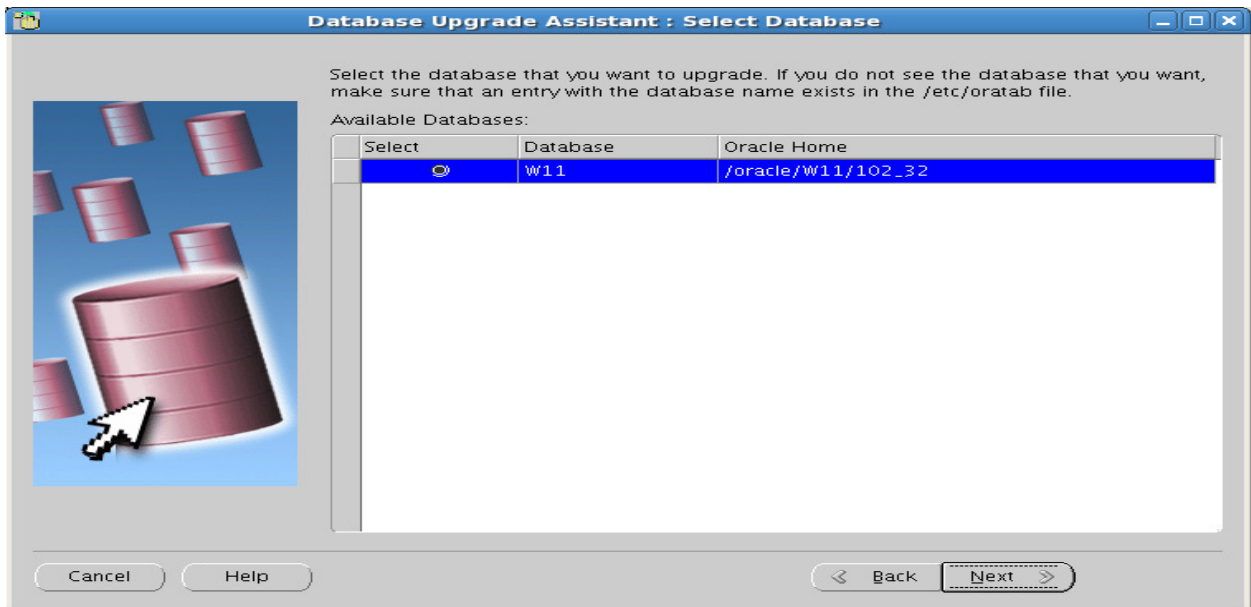 Database Upgrade Assistant : Select Database
Select the database that you want to upgrade. If you do not see the database that you want,
make sure that an entry with the database name exists in the /etc/oratab file.
Available Databases:
Select Database Oracle Home
W11 /oracle/W11/102_32
Cancel Help Back Next